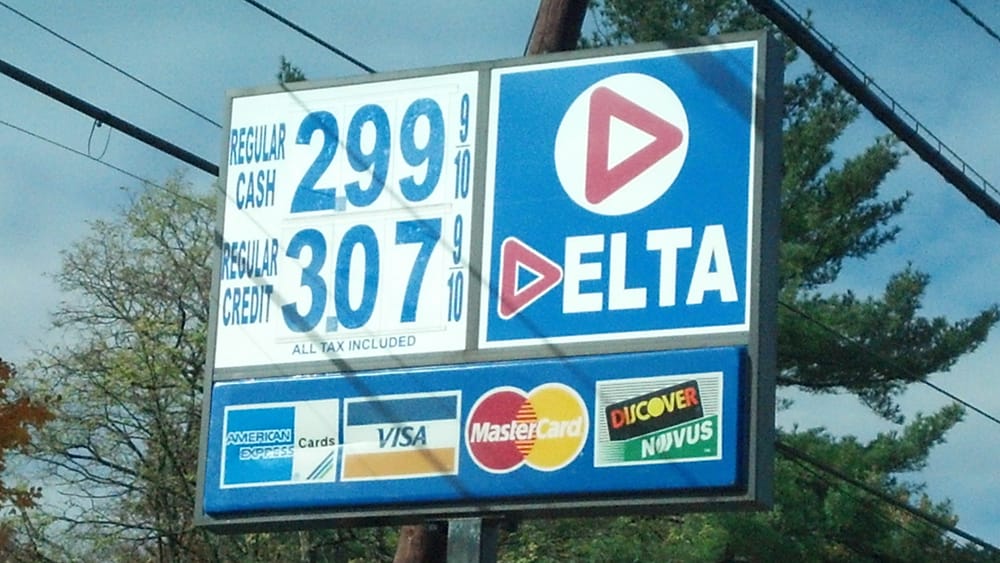 REGULAR CASH 2.99 9/10
REGULAR CREDIT 3.07 9/10
ALL TAX INCLUDED
DELTA
AMERICAN EXPRESS Cards
VISA
MasterCard
DISCOVER
NOVUS